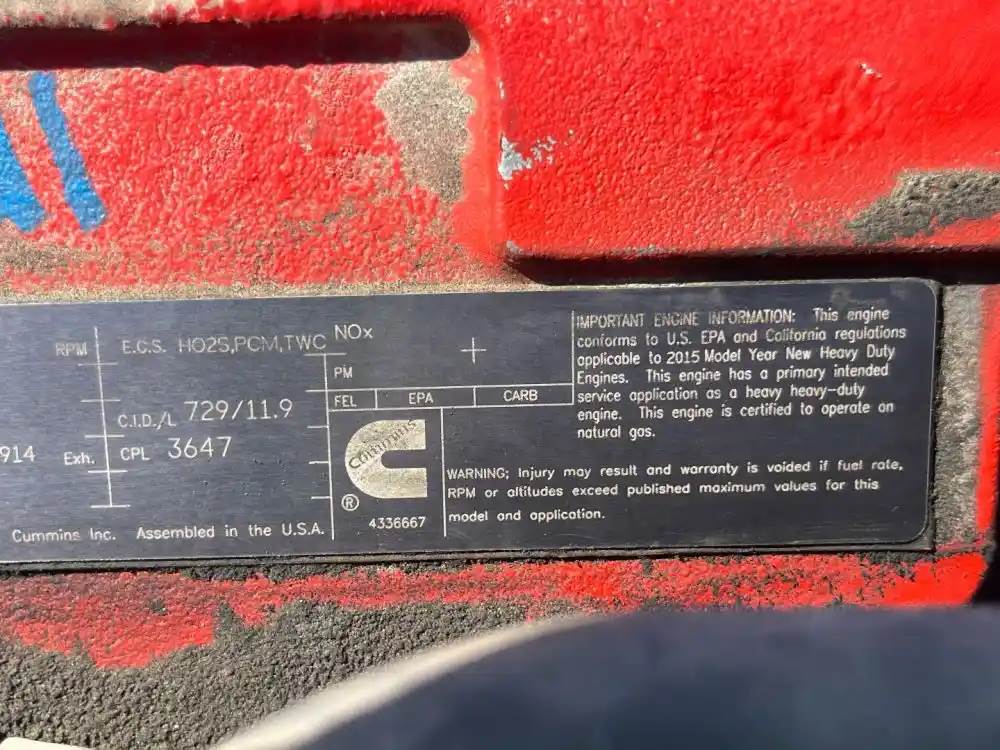 RPM E.C.S. HO2S,PCM,TWC NOx
PM
FEL EPA CARB
C.I.D./L 729/11.9
914 Exh. CPL 3647
Cummins Inc. Assembled in the U.S.A.
Cummins
®
4336667
IMPORTANT ENGINE INFORMATION: This engine
conforms to U.S. EPA and California regulations
applicable to 2015 Model Year New Heavy Duty
Engines. This engine has a primary intended
service application as a heavy heavy-duty
engine. This engine is certified to operate on
natural gas.
WARNING; Injury may result and warranty is voided if fuel rate,
RPM or altitudes exceed published maximum values for this
model and application.